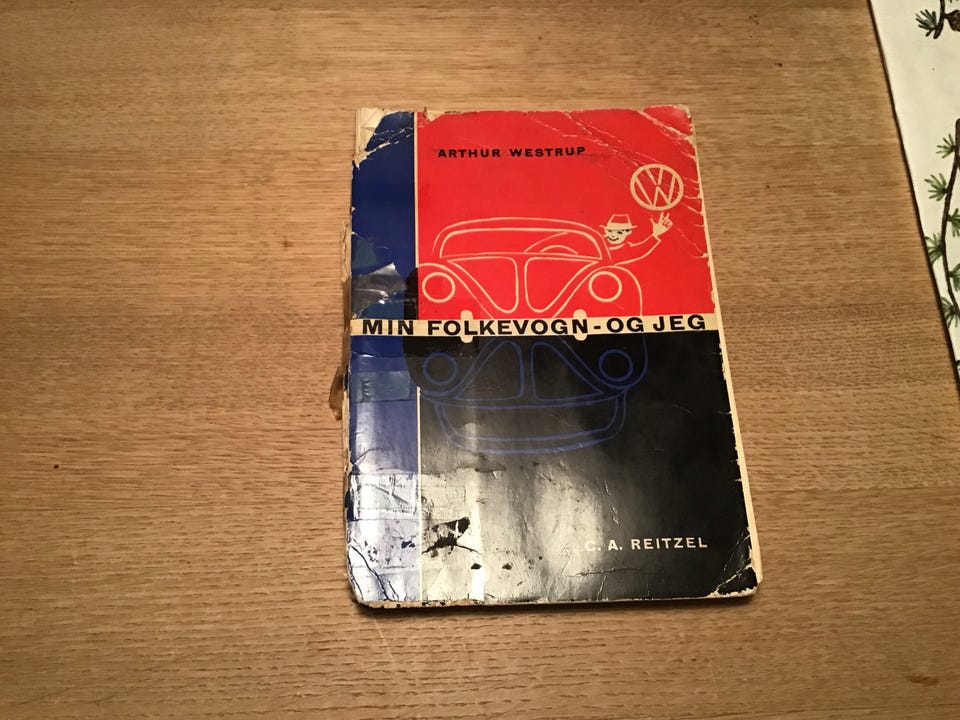 ARTHUR WESTRUP
VW
MIN FOLKEVOGN - OG JEG
C. A. REITZEL